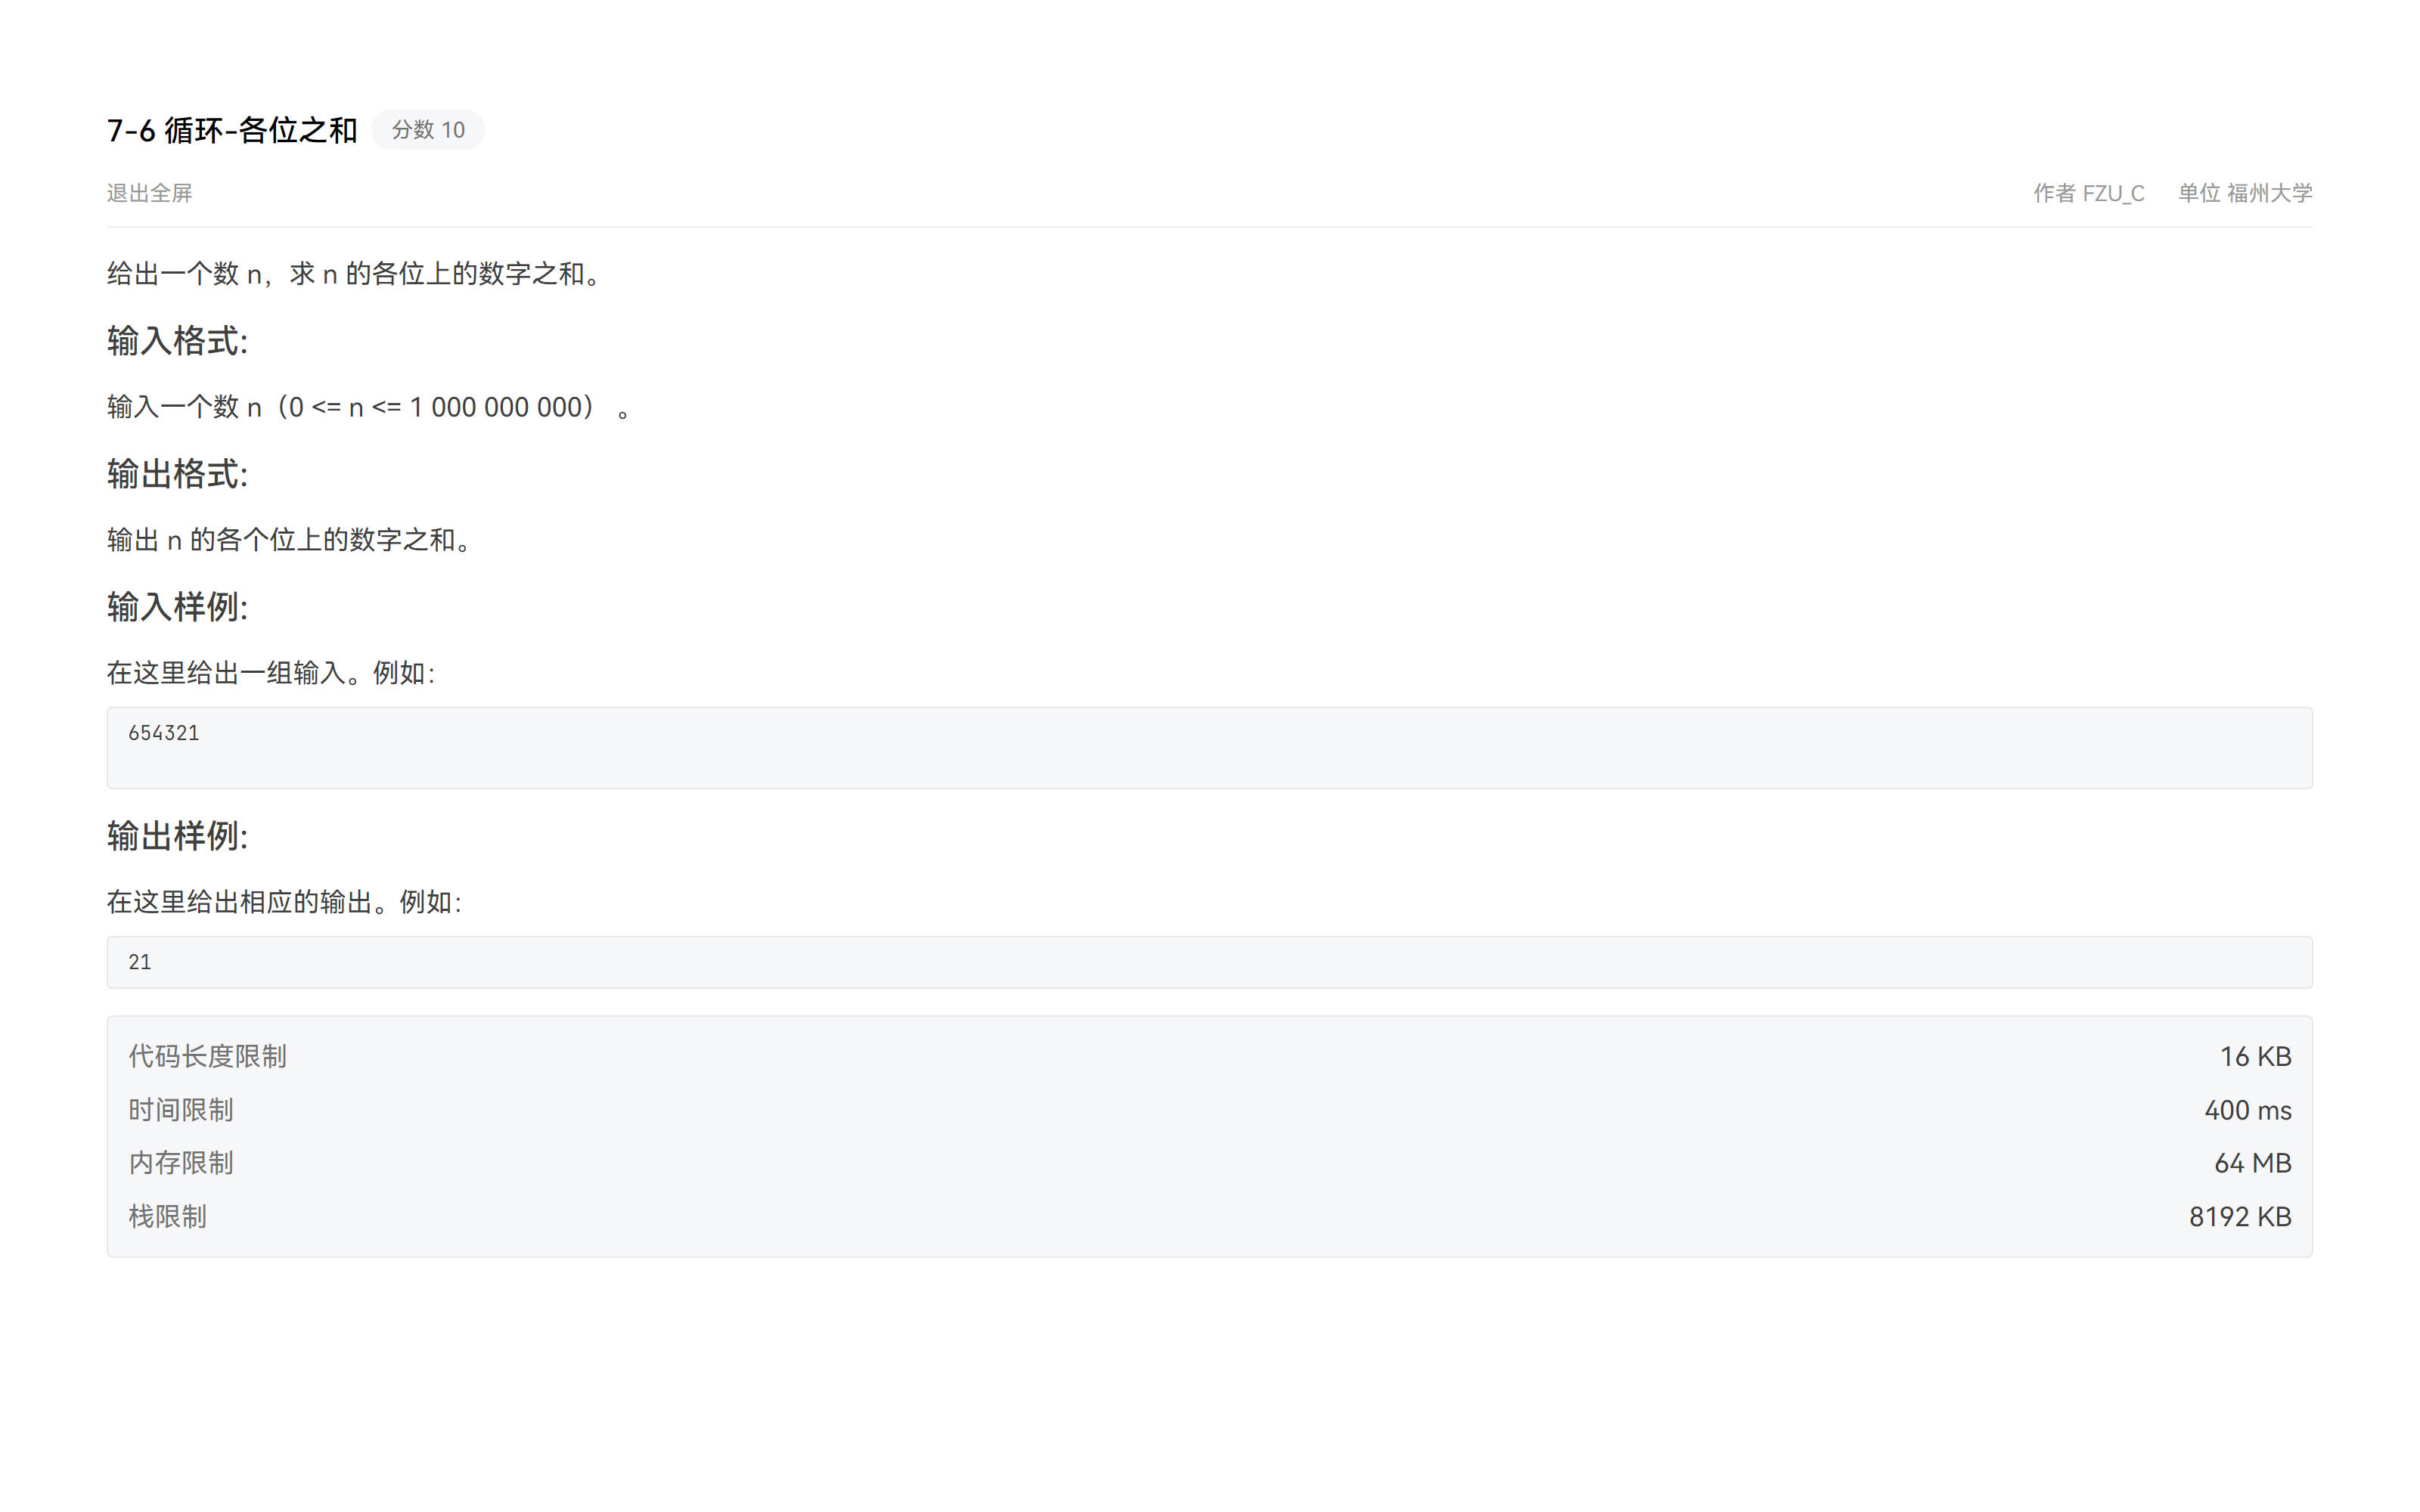 7-6 循环-各位之和 分数 10
退出全屏 作者 FZU_C 单位 福州大学
给出一个数 n，求 n 的各位上的数字之和。
输入格式:
输入一个数 n（0 <= n <= 1 000 000 000） 。
输出格式:
输出 n 的各个位上的数字之和。
输入样例:
在这里给出一组输入。例如：
654321
输出样例:
在这里给出相应的输出。例如：
21
代码长度限制 16 KB
时间限制 400 ms
内存限制 64 MB
栈限制 8192 KB